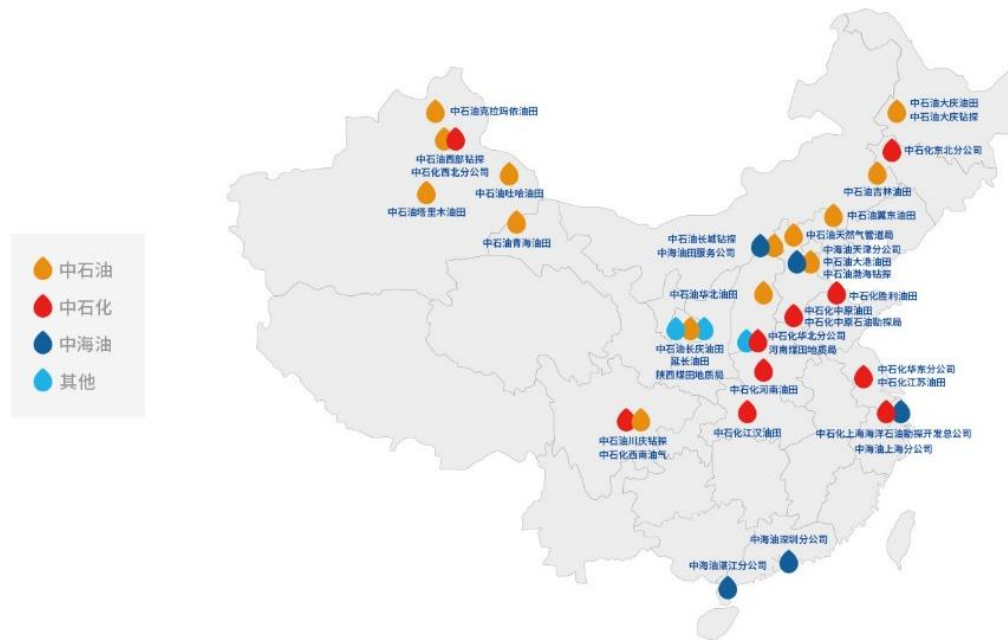 中石油克拉玛依油田
中石油西部钻探
中石化西北分公司
中石油吐哈油田
中石油塔里木油田
中石油青海油田
中石油大庆油田
中石油大庆钻探
中石化东北分公司
中石油吉林油田
中石油冀东油田
中石油天然气管道局
中石油长城钻探
中海油田服务公司
中海油天津分公司
中石油大港油田
中石油渤海钻探
中石油华北油田
中石化胜利油田
中石化中原油田
中石化中原石油勘探局
中石油长庆油田
延长油田
陕西煤田地质局
中石化华北分公司
河南煤田地质局
中石化河南油田
中石化华东分公司
中石化江苏油田
中石化江汉油田
中石油川庆钻探
中石化西南油气
中石化上海海洋石油勘探开发总公司
中海油上海分公司
中海油深圳分公司
中海油湛江分公司
中石油
中石化
中海油
其他